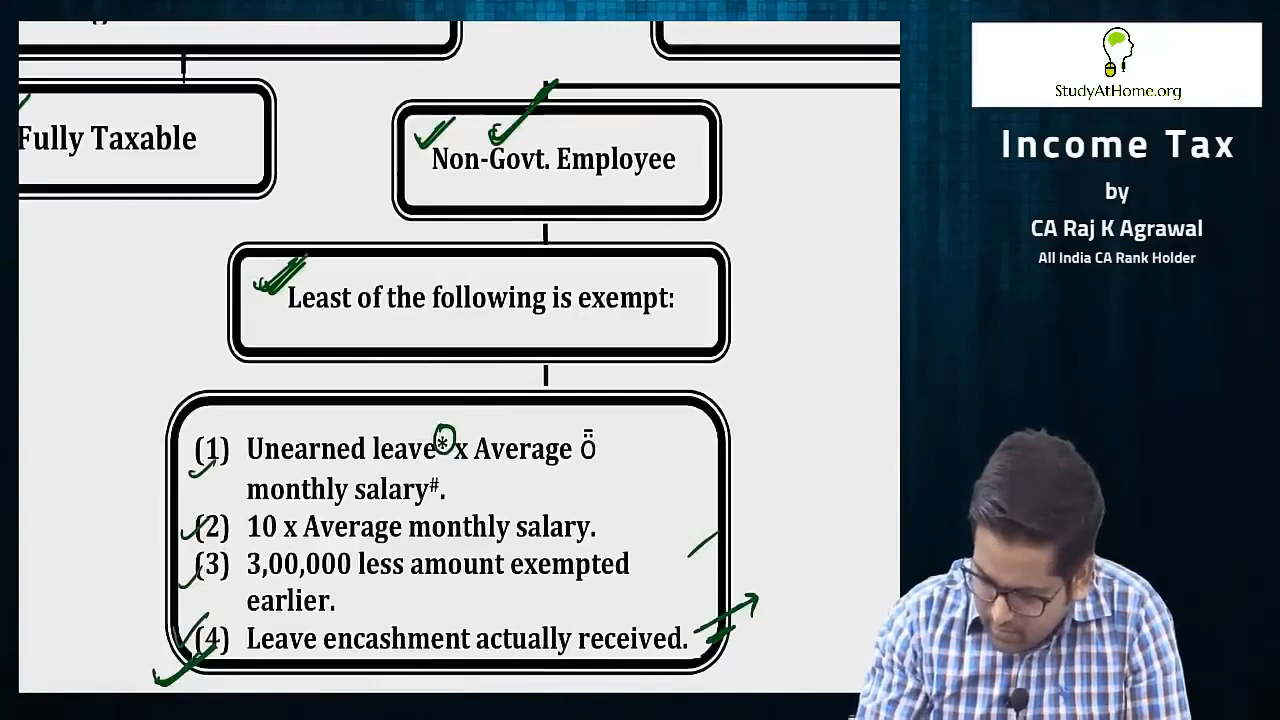 StudyAtHome.org
Income Tax
by
CA Raj K Agrawal
All India CA Rank Holder
Fully Taxable
Non-Govt. Employee
Least of the following is exempt:
(1) Unearned leave* x Average
monthly salary#.
(2) 10 x Average monthly salary.
(3) 3,00,000 less amount exempted
earlier.
(4) Leave encashment actually received.